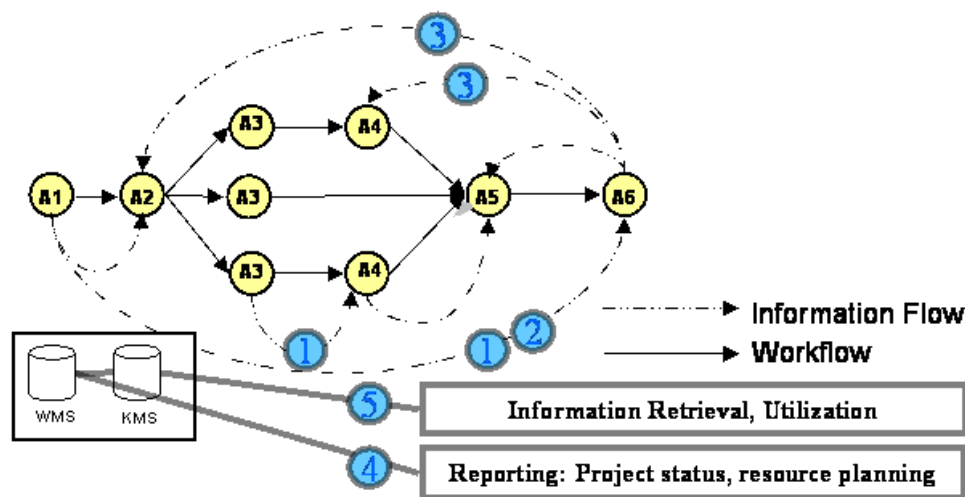 3
3
A3
A4
A1
A2
A3
A5
A6
A3
A4
Information Flow
1
1
2
Workflow
WMS
KMS
5
Information Retrieval, Utilization
4
Reporting: Project status, resource planning